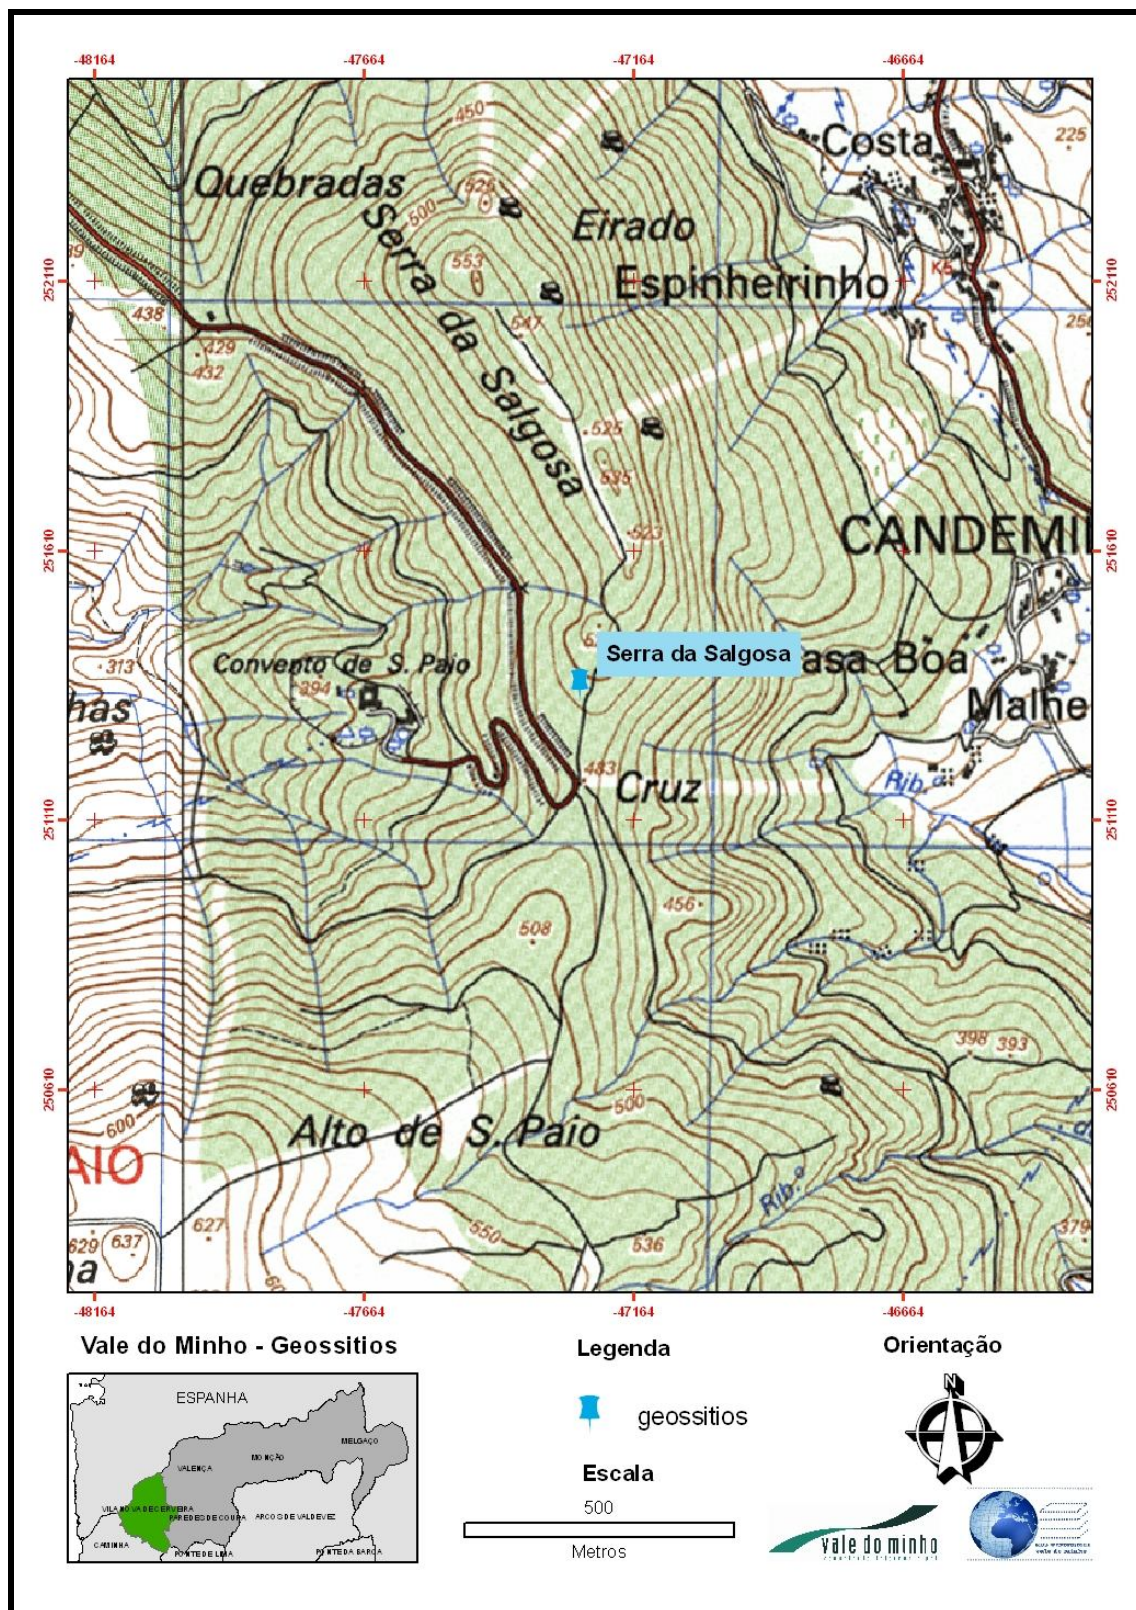 -48164
-47664
-47164
-46664
450
Costa
225
Quebradas
526
500
Serra da Salgosa
Eirado
553
Espinheirinho
K5
252110
252110
438
547
429
432
525
535
523
CANDEMIL
251610
251610
Serra da Salgosa
asa Bôa
Convento de S. Paio
313
394
has
Malhe
483
Cruz
Rib.º
251110
251110
456
508
398
393
250610
250610
500
600
Alto de S. Paio
AIO
Rib.º
627
550
536
379
629
637
a
-48164
-47664
-47164
-46664
Vale do Minho - Geossitios
Legenda
Orientação
ESPANHA
N
MELGAÇO
MONÇÃO
VALENÇA
geossitios
Escala
VILA NOVA DE CERVEIRA
PAREDES DE COURA
ARCOS DE VALDEVEZ
500
CAMINHA
PONTE DE LIMA
PONTE DA BARCA
Metros
vale do minho